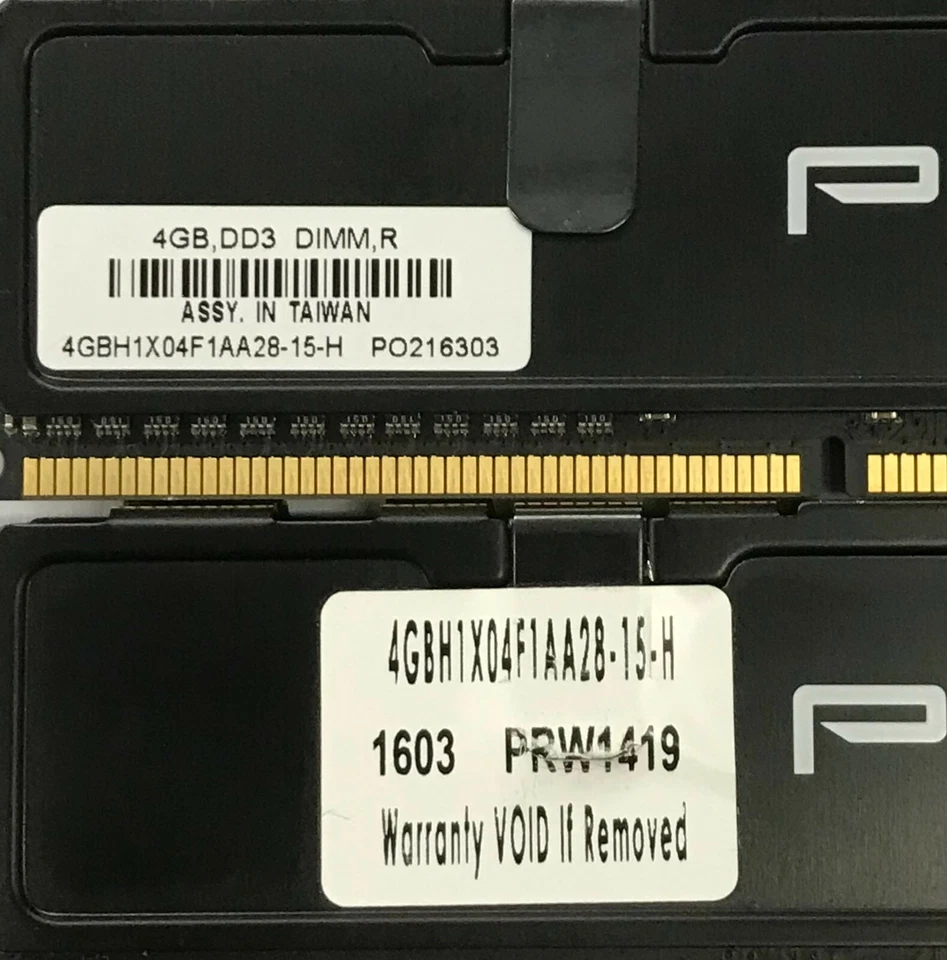 4GB,DD3 DIMM,R
ASSY. IN TAIWAN
4GBH1X04F1AA28-15-H PO216303
P
4GBH1X04F1AA28-15-H
1603 PRW1419
Warranty VOID If Removed
P